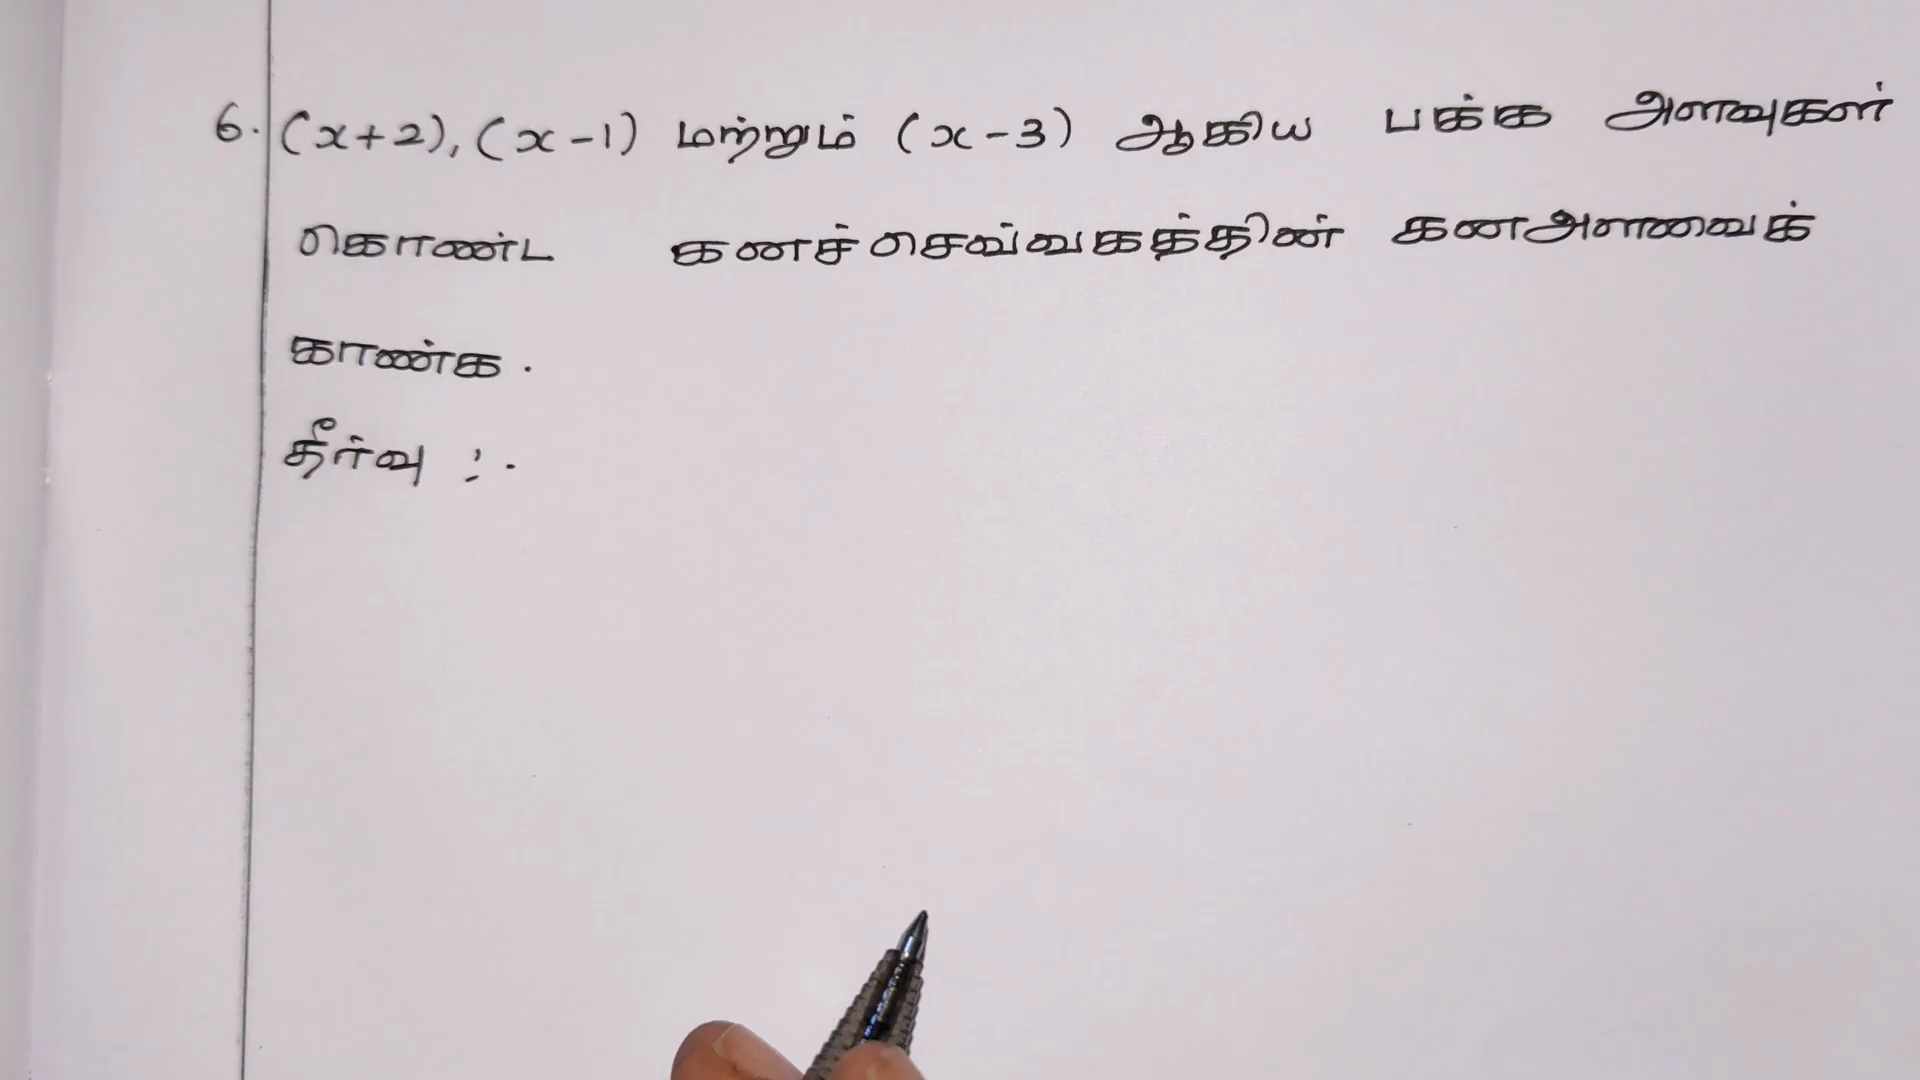 6. (x+2), (x-1) மற்றும் (x-3) ஆகிய பக்க அளவுகள்
கொண்ட கனச்செவ்வகத்தின் கனஅளவைக்
காண்க.
தீர்வு :-